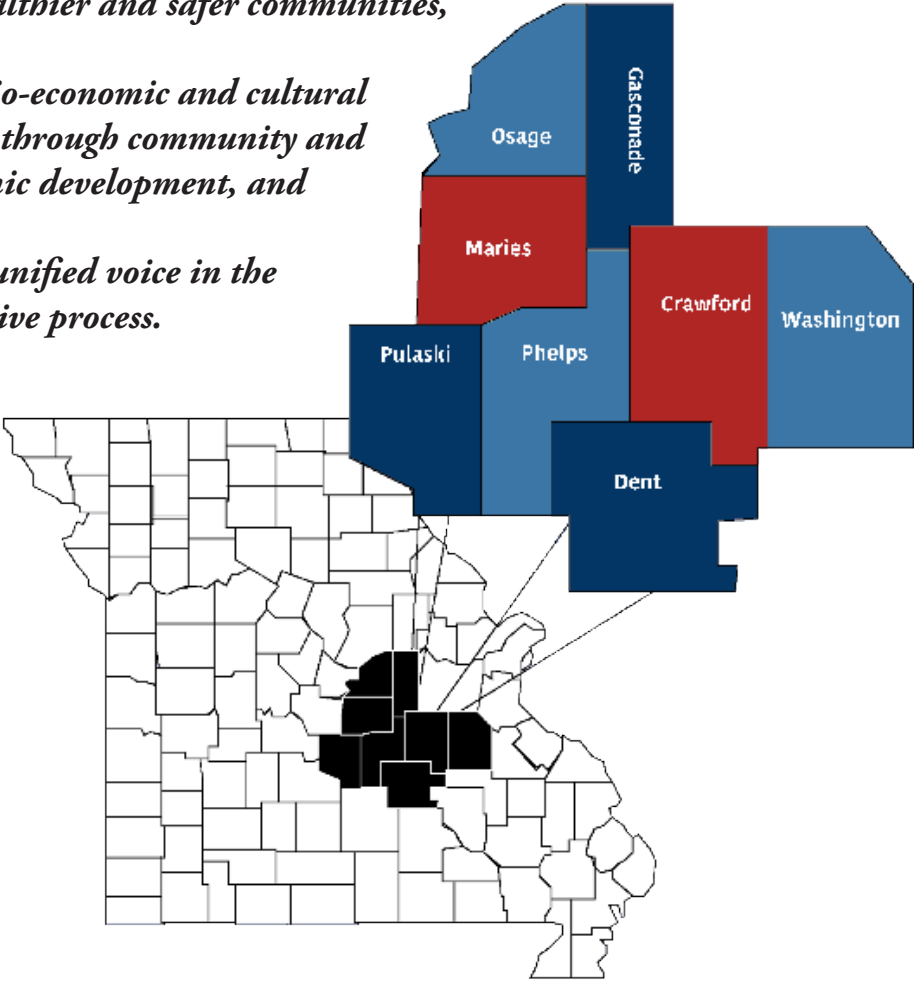 althier and safer communities,
io-economic and cultural
through community and
nic development, and
unified voice in the
ive process.
Gasconade
Osage
Maries
Crawford
Washington
Pulaski
Phelps
Dent